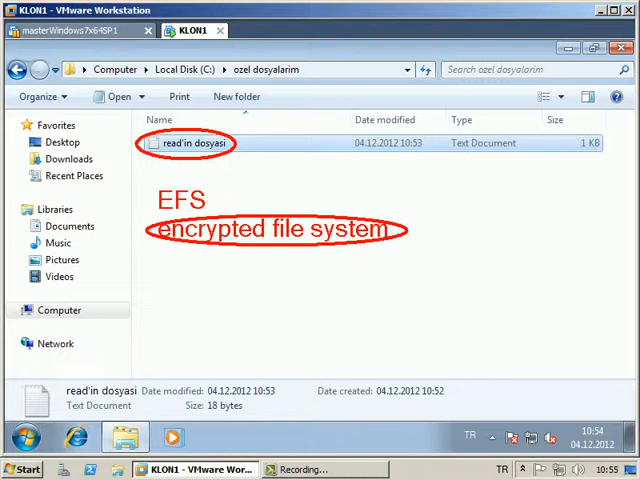 KLON1 - VMware Workstation
masterWindows7x64SP1
KLON1
Computer
Local Disk (C:)
ozel dosyalarim
Search ozel dosyalarim
Organize
Open
Print
New folder
Favorites
Desktop
Downloads
Recent Places
Libraries
Documents
Music
Pictures
Videos
Computer
Network
Name
Date modified
Type
Size
read'in dosyasi
04.12.2012 10:53
Text Document
1 KB
EFS
encrypted file system
read'in dosyasi
Date modified: 04.12.2012 10:53
Date created: 04.12.2012 10:52
Text Document
Size: 18 bytes
TR
10:54
04.12.2012
Start
KLON1 - VMware Wor...
Recording...
TR
10:55